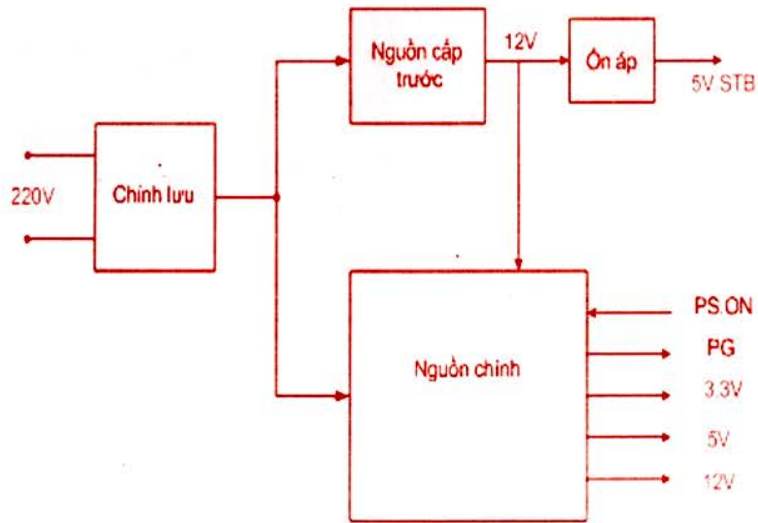 Nguồn cấp
trước
12V
Ổn áp
5V STB
220V
Chỉnh lưu
Nguồn chính
PS.ON
PG
3.3V
5V
12V